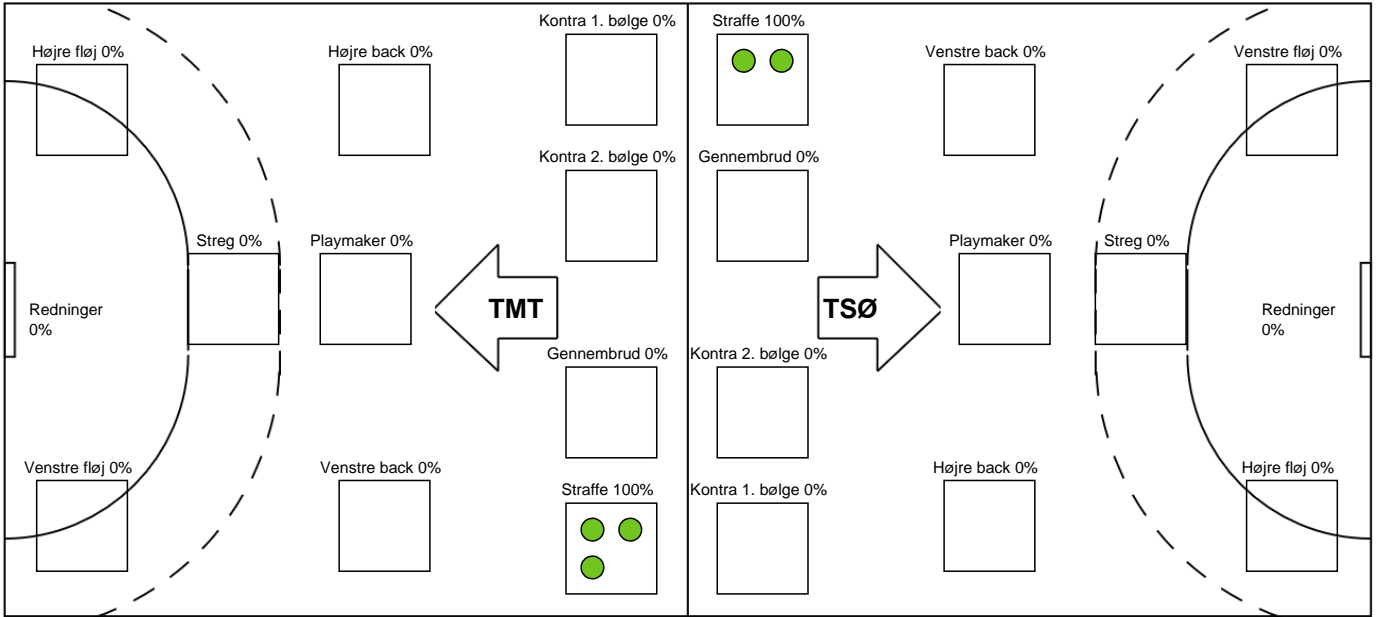 Kontra 1. bølge 0%
Straffe 100%
Højre fløj 0%
Højre back 0%
Venstre back 0%
Venstre fløj 0%
Kontra 2. bølge 0%
Gennembrud 0%
Streg 0%
Playmaker 0%
Playmaker 0%
Streg 0%
Redninger
0%
TMT
TSØ
Redninger
0%
Gennembrud 0%
Kontra 2. bølge 0%
Venstre fløj 0%
Venstre back 0%
Højre back 0%
Højre fløj 0%
Straffe 100%
Kontra 1. bølge 0%